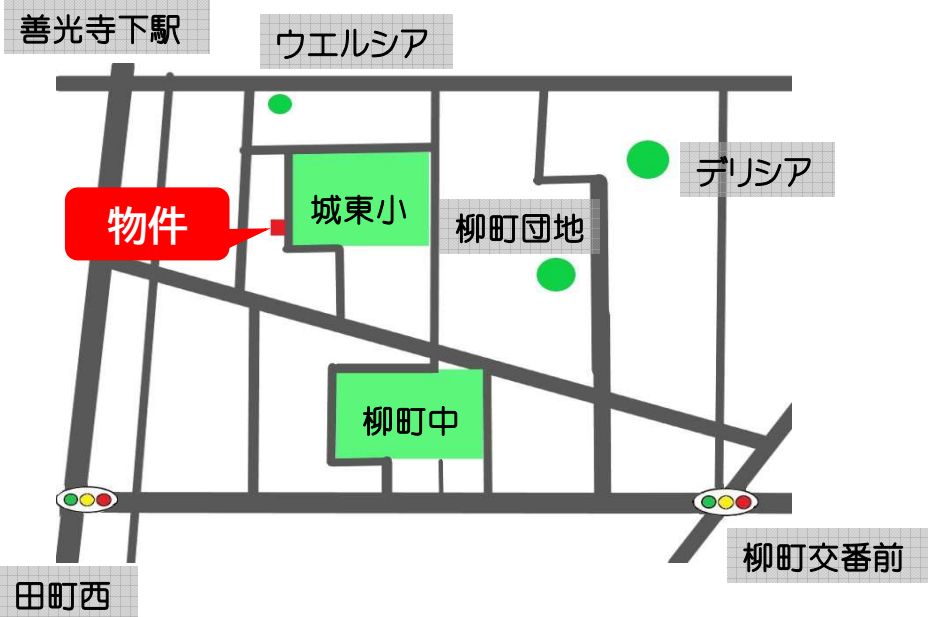 善光寺下駅
ウエルシア
デリシア
城東小
物件
柳町団地
柳町中
柳町交番前
田町西